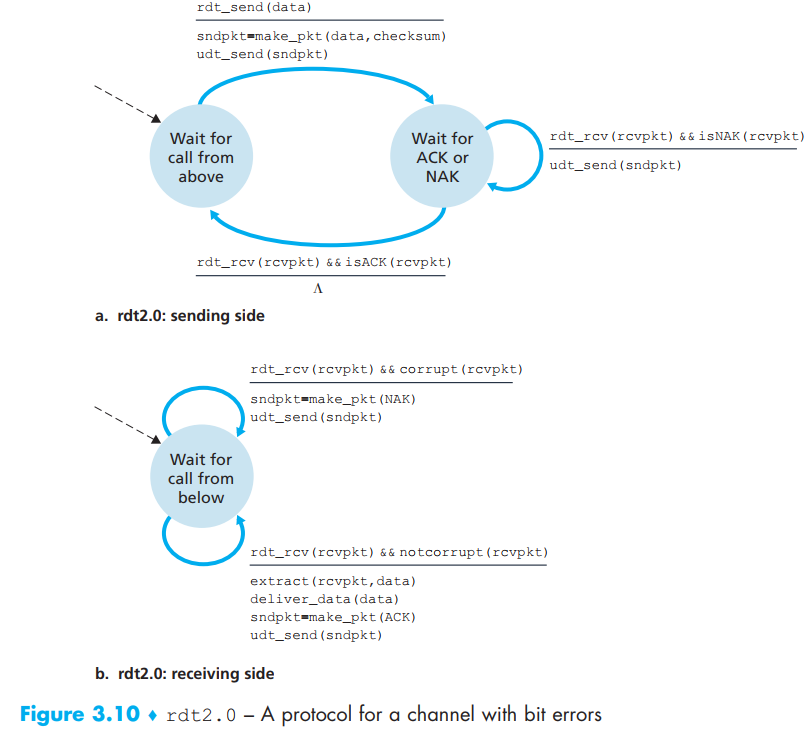 rdt_send(data)
sndpkt=make_pkt(data,checksum)
udt_send(sndpkt)
Wait for
call from
above
Wait for
ACK or
NAK
rdt_rcv(rcvpkt) && isNAK(rcvpkt)
udt_send(sndpkt)
rdt_rcv(rcvpkt) && isACK(rcvpkt)
Λ
a. rdt2.0: sending side
rdt_rcv(rcvpkt) && corrupt(rcvpkt)
sndpkt=make_pkt(NAK)
udt_send(sndpkt)
Wait for
call from
below
rdt_rcv(rcvpkt) && notcorrupt(rcvpkt)
extract(rcvpkt,data)
deliver_data(data)
sndpkt=make_pkt(ACK)
udt_send(sndpkt)
b. rdt2.0: receiving side
Figure 3.10 ♦ rdt2.0 – A protocol for a channel with bit errors